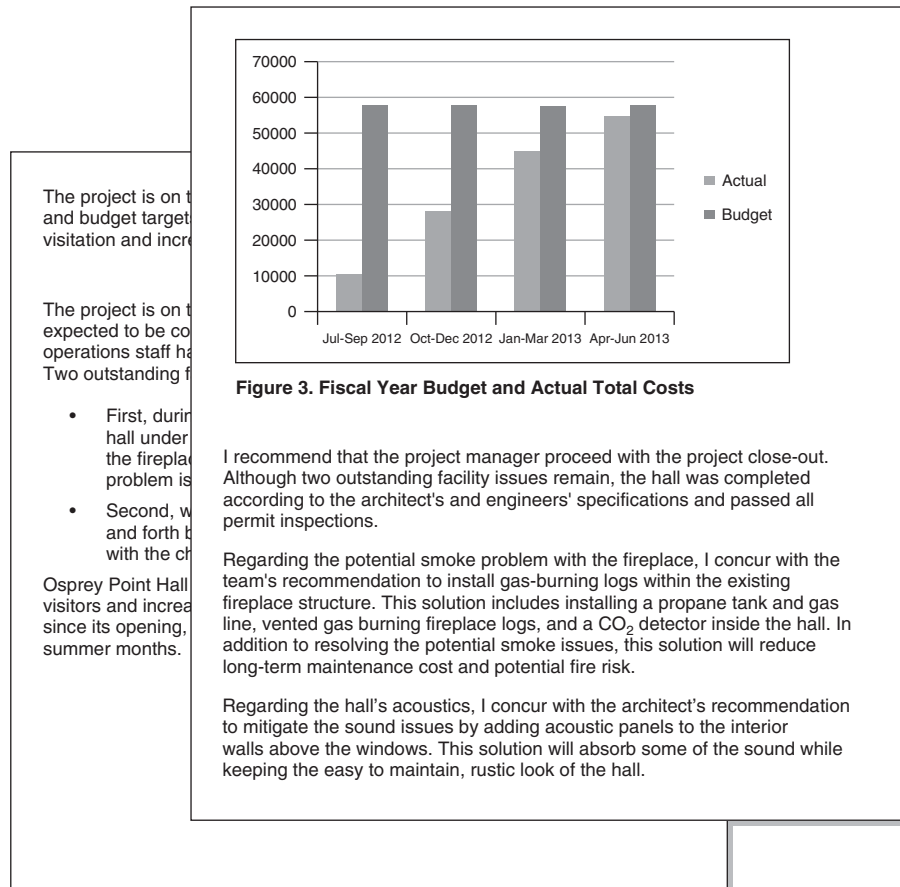 70000
60000
50000
40000
30000
20000
10000
0
Jul-Sep 2012 Oct-Dec 2012 Jan-Mar 2013 Apr-Jun 2013
Actual
Budget
Figure 3. Fiscal Year Budget and Actual Total Costs
I recommend that the project manager proceed with the project close-out.
Although two outstanding facility issues remain, the hall was completed
according to the architect's and engineers' specifications and passed all
permit inspections.
Regarding the potential smoke problem with the fireplace, I concur with the
team's recommendation to install gas-burning logs within the existing
fireplace structure. This solution includes installing a propane tank and gas
line, vented gas burning fireplace logs, and a CO₂ detector inside the hall. In
addition to resolving the potential smoke issues, this solution will reduce
long-term maintenance cost and potential fire risk.
Regarding the hall’s acoustics, I concur with the architect’s recommendation
to mitigate the sound issues by adding acoustic panels to the interior
walls above the windows. This solution will absorb some of the sound while
keeping the easy to maintain, rustic look of the hall.
The project is on
and budget
visitation and
The project is on
expected to be
operations staff
Two outstanding
• First,
hall under
the
problem is
• Second,
and forth
with the
Osprey Point Hall
visitors and
since its opening,
summer months.